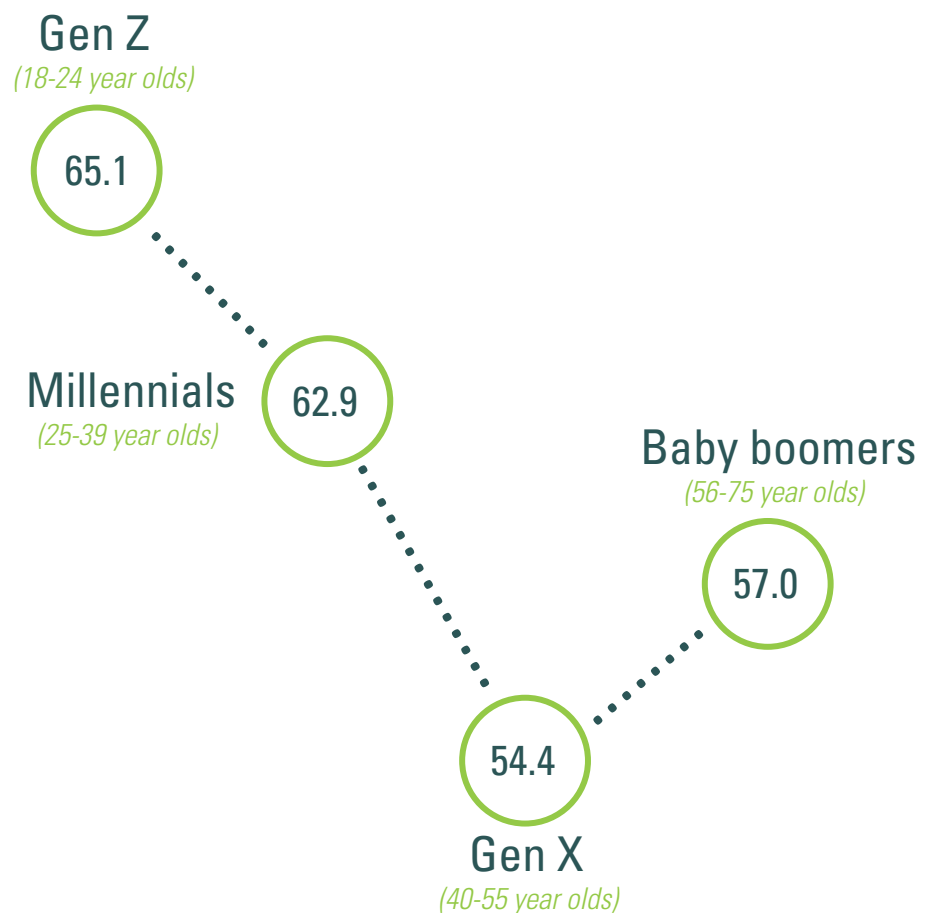 Gen Z
(18-24 year olds)
65.1
Millennials
(25-39 year olds)
62.9
Baby boomers
(56-75 year olds)
57.0
54.4
Gen X
(40-55 year olds)